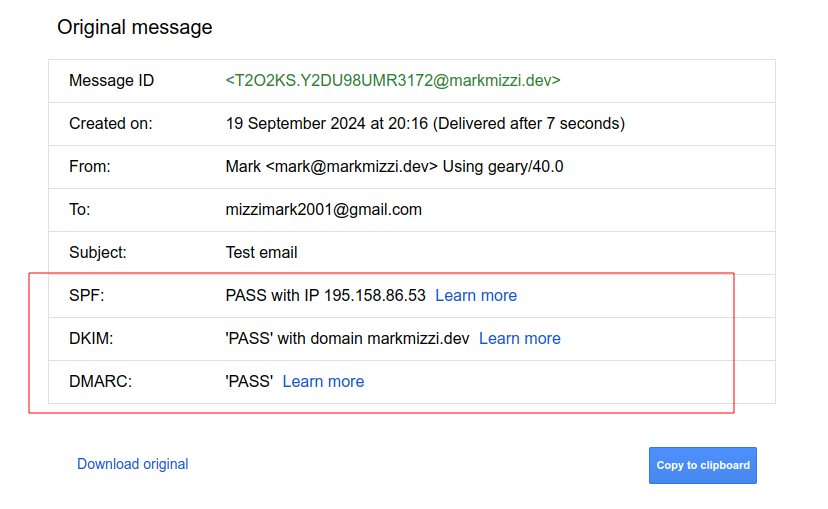 Original message
Message ID <T2O2KS.Y2DU98UMR3172@markmizzi.dev>
Created on: 19 September 2024 at 20:16 (Delivered after 7 seconds)
From: Mark <mark@markmizzi.dev> Using geary/40.0
To: mizzimark2001@gmail.com
Subject: Test email
SPF: PASS with IP 195.158.86.53 Learn more
DKIM: 'PASS' with domain markmizzi.dev Learn more
DMARC: 'PASS' Learn more
Download original Copy to clipboard